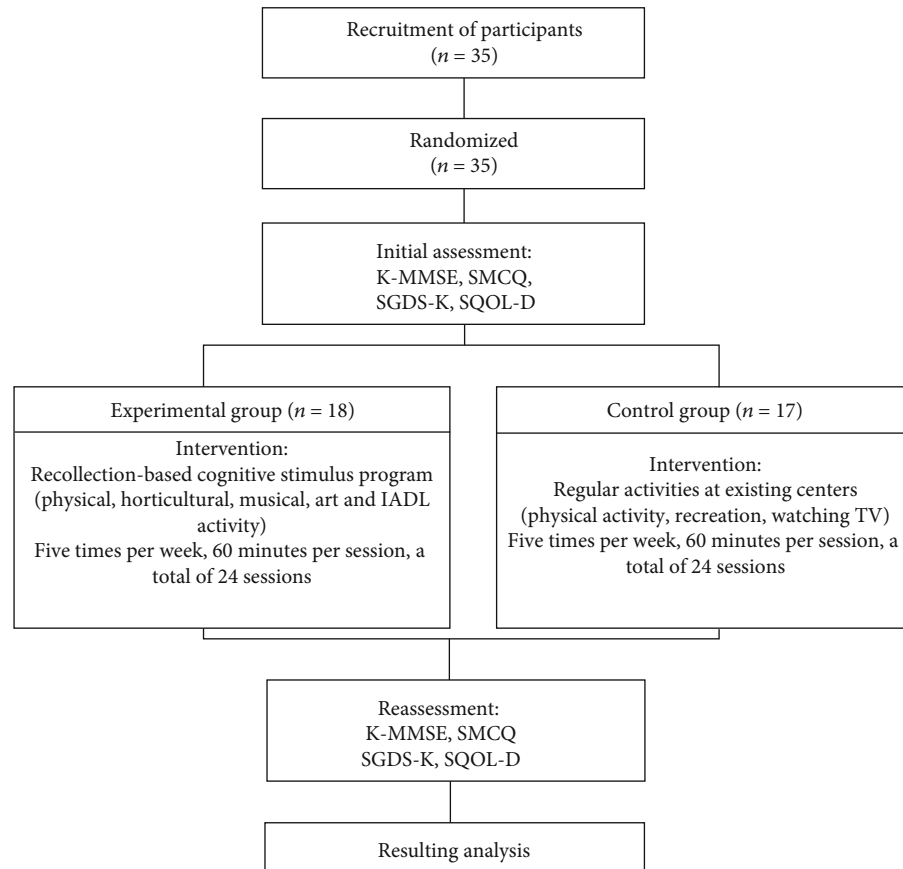 Recruitment of participants
(n = 35)
Randomized
(n = 35)
Initial assessment:
K-MMSE, SMCQ,
SGDS-K, SQOL-D
Experimental group (n = 18)
Intervention:
Recollection-based cognitive stimulus program
(physical, horticultural, musical, art and IADL
activity)
Five times per week, 60 minutes per session, a
total of 24 sessions
Control group (n = 17)
Intervention:
Regular activities at existing centers
(physical activity, recreation, watching TV)
Five times per week, 60 minutes per session, a
total of 24 sessions
Reassessment:
K-MMSE, SMCQ
SGDS-K, SQOL-D
Resulting analysis